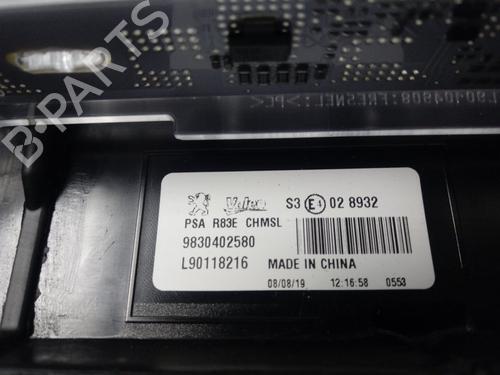 Valeo
S3 E4 02 8932
PSA R83E CHMSL
9830402580
L90118216
MADE IN CHINA
08/08/19 12:16:58 0553
B-PARTS